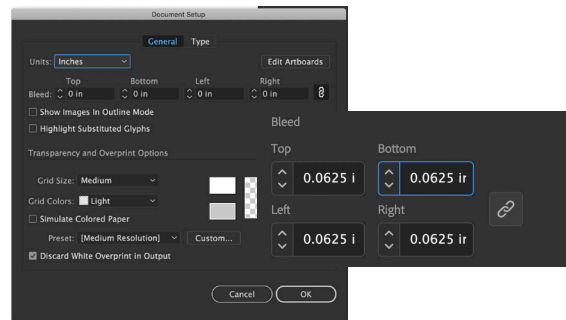 Document Setup
General Type
Units: Inches Edit Artboards
Top Bottom Left Right
Bleed: 0 in 0 in 0 in 0 in
Show Images In Outline Mode
Highlight Substituted Glyphs
Transparency and Overprint Options
Grid Size: Medium
Grid Colors: Light
Simulate Colored Paper
Preset: [Medium Resolution] Custom...
Discard White Overprint in Output
Cancel OK
Bleed
Top Bottom
0.0625 i 0.0625 ir
Left Right
0.0625 i 0.0625 ir